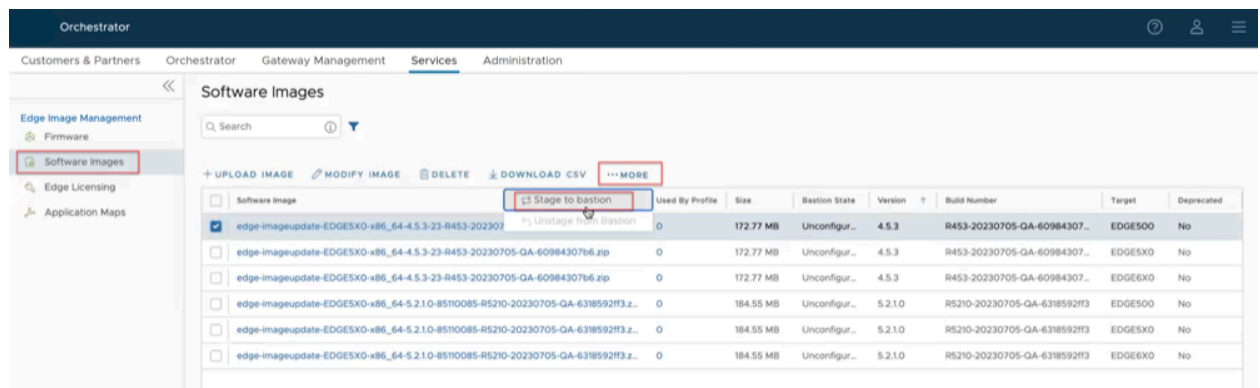 Orchestrator
Customers & Partners Orchestrator Gateway Management Services Administration
Software Images
Edge Image Management
Firmware
Software Images
Edge Licensing
Application Maps
Search
+ UPLOAD IMAGE MODIFY IMAGE DELETE DOWNLOAD CSV ...MORE
Stage to bastion
Unstage from Bastion
Software Image Used By Profile Size Bastion State Version ↑ Build Number Target Deprecated
edge-imageupdate-EDGE5X0-x86_64-4.5.3-23-R453-202307 0 172.77 MB Unconfigur... 4.5.3 R453-20230705-QA-60984307... EDGE500 No
edge-imageupdate-EDGE5X0-x86_64-4.5.3-23-R453-20230705-QA-60984307b6.zip 0 172.77 MB Unconfigur... 4.5.3 R453-20230705-QA-60984307... EDGE5X0 No
edge-imageupdate-EDGE5X0-x86_64-4.5.3-23-R453-20230705-QA-60984307b6.zip 0 172.77 MB Unconfigur... 4.5.3 R453-20230705-QA-60984307... EDGE6X0 No
edge-imageupdate-EDGE5X0-x86_64-5.2.1.0-85110085-R5210-20230705-QA-6318592ff3.z... 0 184.55 MB Unconfigur... 5.2.1.0 R5210-20230705-QA-6318592ff3 EDGE500 No
edge-imageupdate-EDGE5X0-x86_64-5.2.1.0-85110085-R5210-20230705-QA-6318592ff3.z... 0 184.55 MB Unconfigur... 5.2.1.0 R5210-20230705-QA-6318592ff3 EDGE5X0 No
edge-imageupdate-EDGE5X0-x86_64-5.2.1.0-85110085-R5210-20230705-QA-6318592ff3.z... 0 184.55 MB Unconfigur... 5.2.1.0 R5210-20230705-QA-6318592ff3 EDGE6X0 No